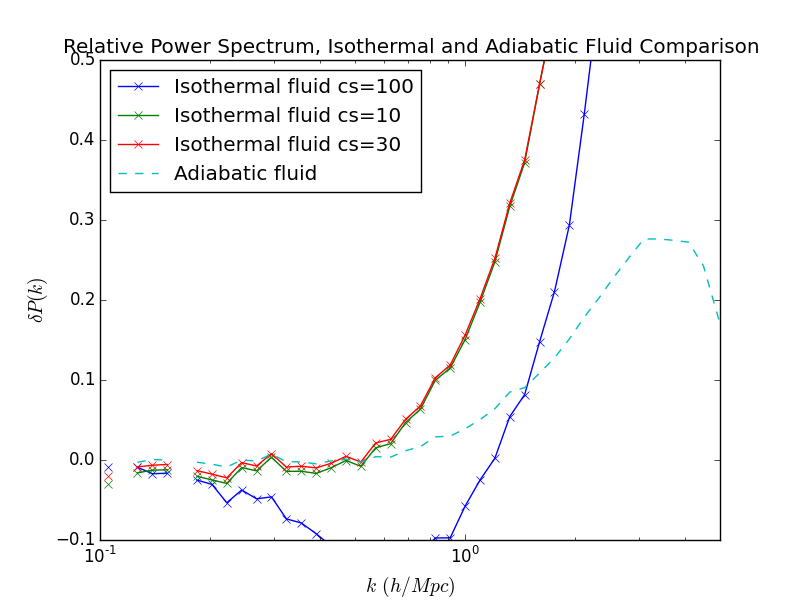 Relative Power Spectrum, Isothermal and Adiabatic Fluid Comparison
0.5
0.4
0.3
0.2
0.1
0.0
−0.1
δP(k)
Isothermal fluid cs=100
Isothermal fluid cs=10
Isothermal fluid cs=30
Adiabatic fluid
10⁻¹
10⁰
k (h/Mpc)